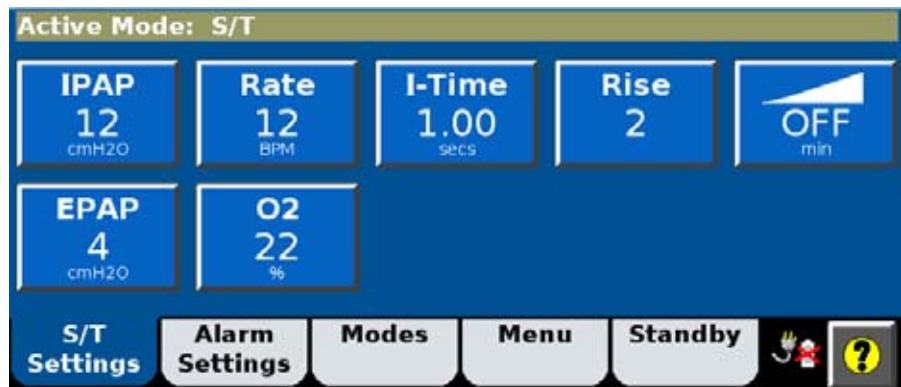 Active Mode: S/T
IPAP
12
cmH2O
Rate
12
BPM
I-Time
1.00
secs
Rise
2
OFF
min
EPAP
4
cmH2O
O2
22
%
S/T
Settings
Alarm
Settings
Modes
Menu
Standby
?